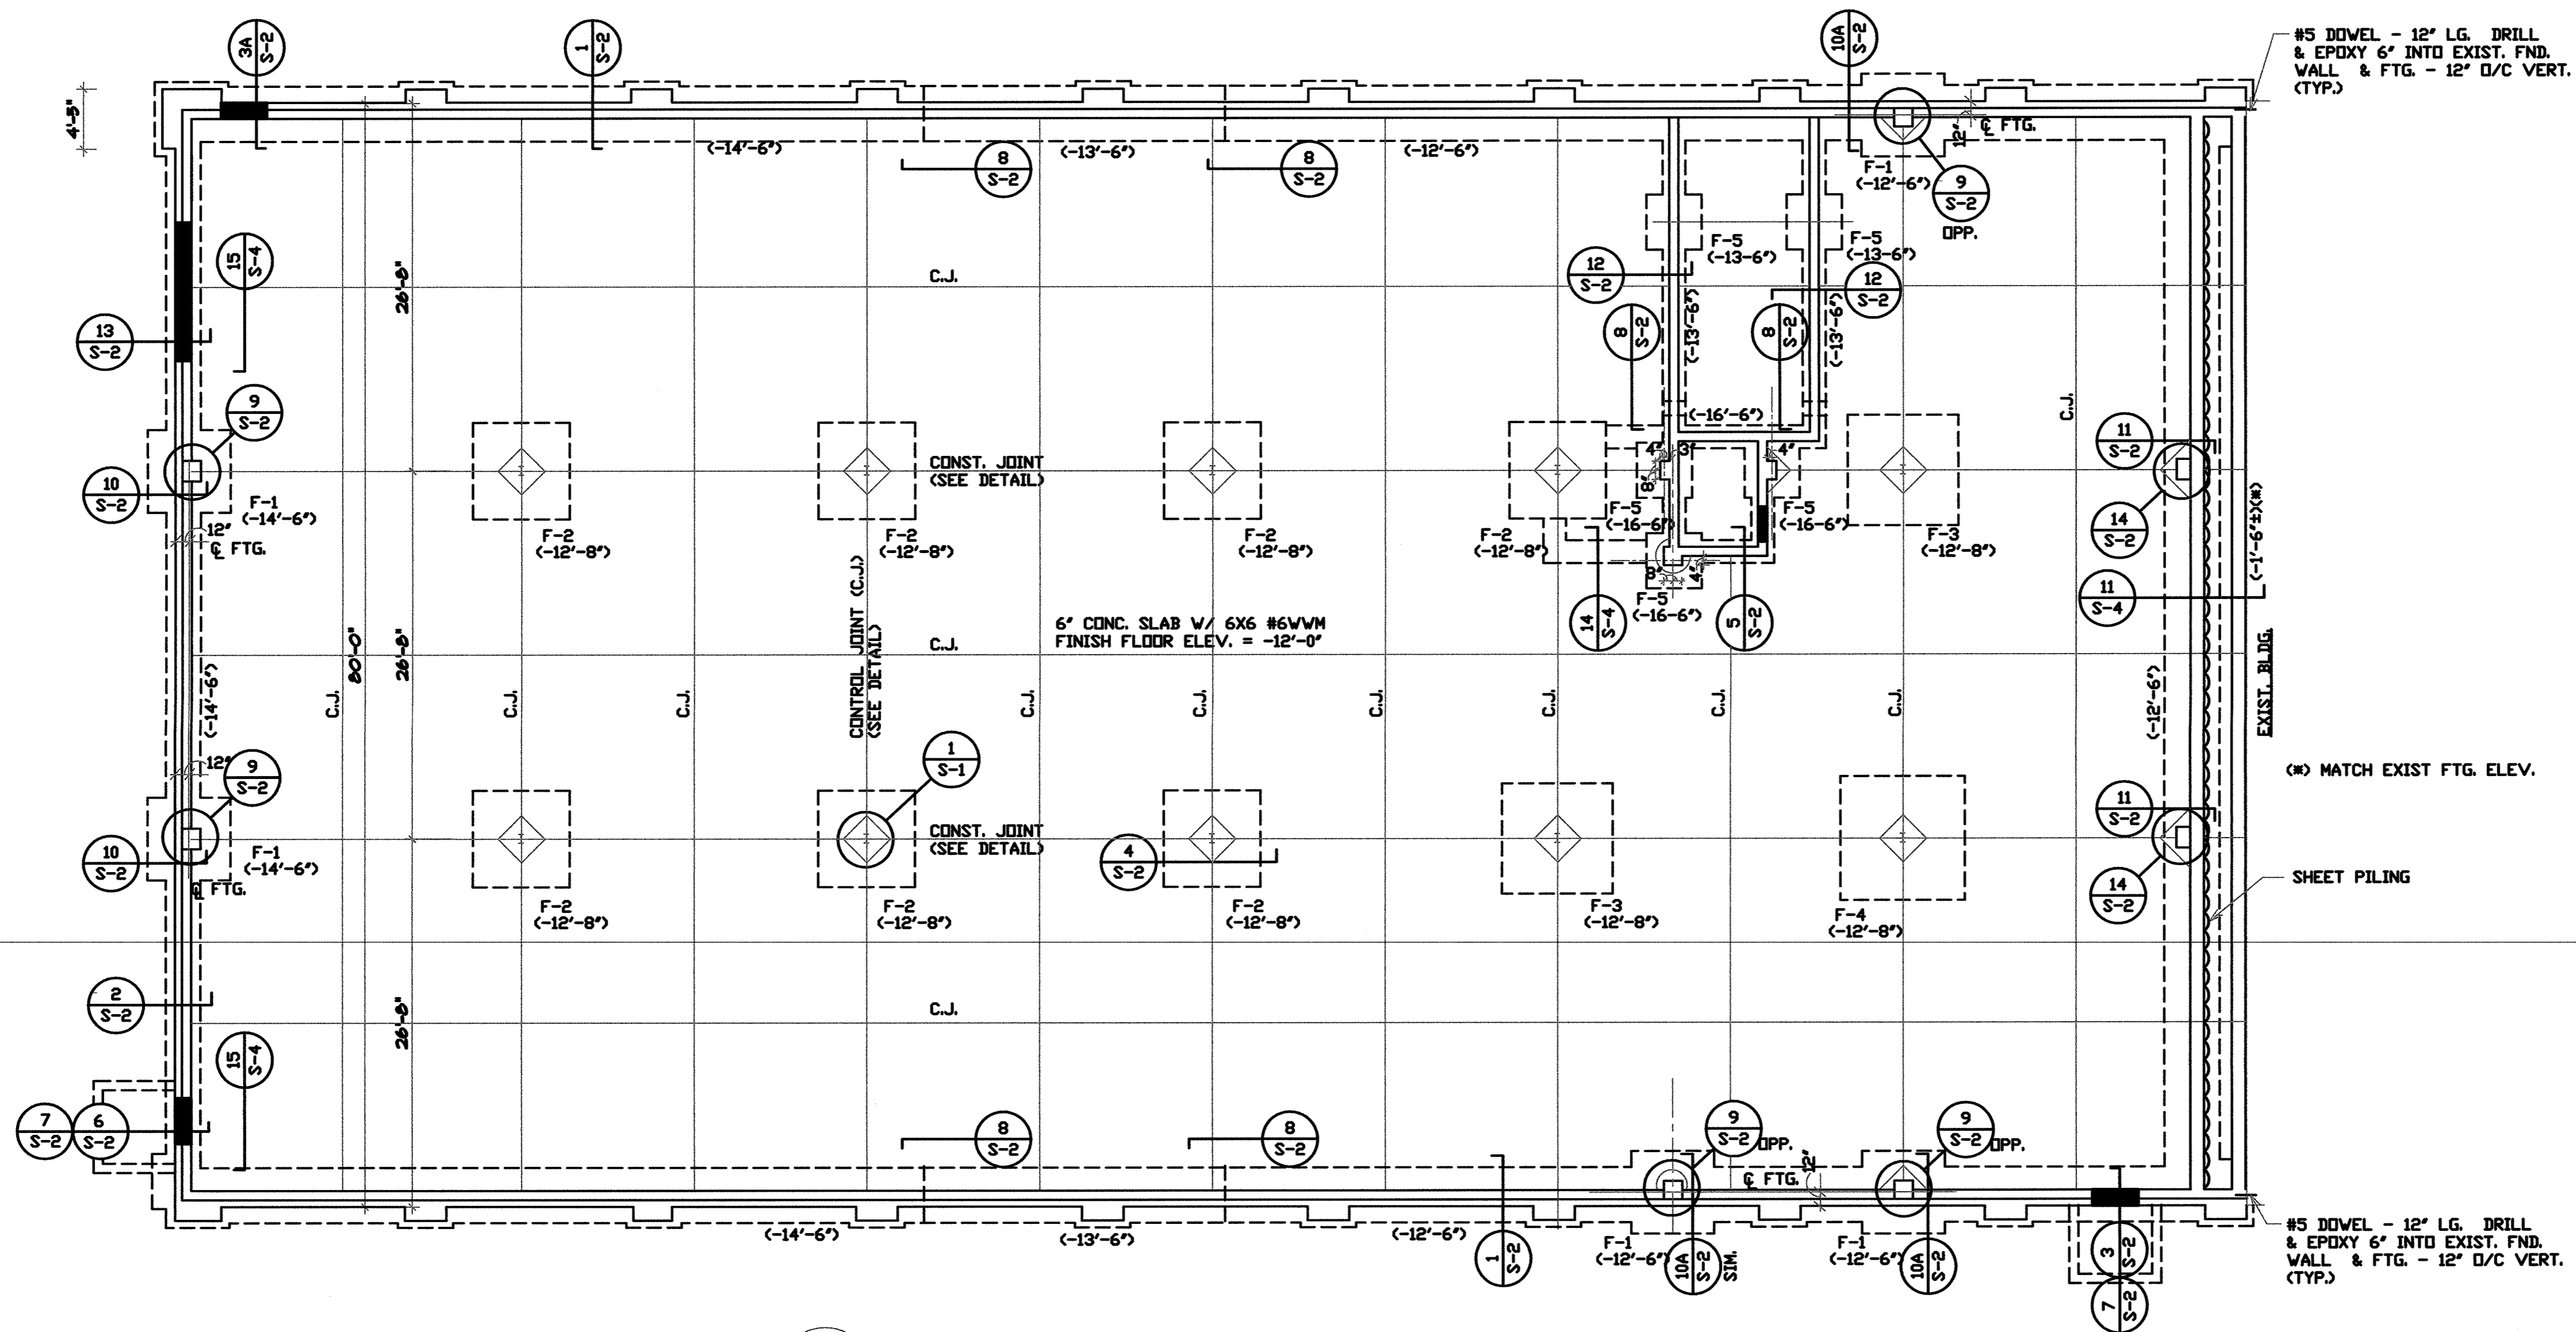 3A
S-2
1
S-2
10A
S-2
#5 DOWEL - 12" LG. DRILL
& EPOXY 6" INTO EXIST. FND.
WALL & FTG. - 12" O/C VERT.
(TYP.)
4'-5"
(-14'-6")
(-13'-6")
(-12'-6")
8
S-2
8
S-2
12"
℄ FTG.
F-1
(-12'-6")
9
S-2
OPP.
15
S-4
26'-8"
C.J.
F-5
(-13-6")
F-5
(-13-6")
12
S-2
12
S-2
13
S-2
8
S-2
(-13'-6")
8
S-2
(-13'-6")
9
S-2
C.J.
(-16'-6")
11
S-2
10
S-2
F-1
(-14'-6")
12"
℄ FTG.
CONST. JOINT
(SEE DETAIL)
4"
3"
4"
8"
F-2
(-12'-8")
F-2
(-12'-8")
F-2
(-12'-8")
F-2
(-12'-8")
F-5
(-16-6")
F-5
(-16-6")
F-3
(-12'-8")
14
S-2
(-1'-6"±)(*)
8"
4"
F-5
(-16-6")
14
S-4
5
S-2
11
S-4
CONTROL JOINT (C.J.)
(SEE DETAIL)
6" CONC. SLAB W/ 6X6 #6WWM
FINISH FLOOR ELEV. = -12'-0"
80'-0"
26'-8"
C.J.
EXIST. BLDG.
(-14'-6")
C.J.
C.J.
C.J.
C.J.
C.J.
C.J.
C.J.
C.J.
C.J.
(-12'-6")
12"
9
S-2
1
S-1
(*) MATCH EXIST FTG. ELEV.
11
S-2
10
S-2
F-1
(-14'-6")
℄ FTG.
CONST. JOINT
(SEE DETAIL)
4
S-2
SHEET PILING
14
S-2
F-2
(-12'-8")
F-2
(-12'-8")
F-2
(-12'-8")
F-3
(-12'-8")
F-4
(-12'-8")
2
S-2
26'-8"
C.J.
15
S-4
7
S-2
6
S-2
8
S-2
8
S-2
9
S-2
OPP.
9
S-2
OPP.
℄ FTG.
12"
(-14'-6")
(-13'-6")
(-12'-6")
1
S-2
F-1
(-12'-6")
10A
S-2
SIM.
F-1
(-12'-6")
10A
S-2
3
S-2
7
S-2
#5 DOWEL - 12" LG. DRILL
& EPOXY 6" INTO EXIST. FND.
WALL & FTG. - 12" O/C VERT.
(TYP.)